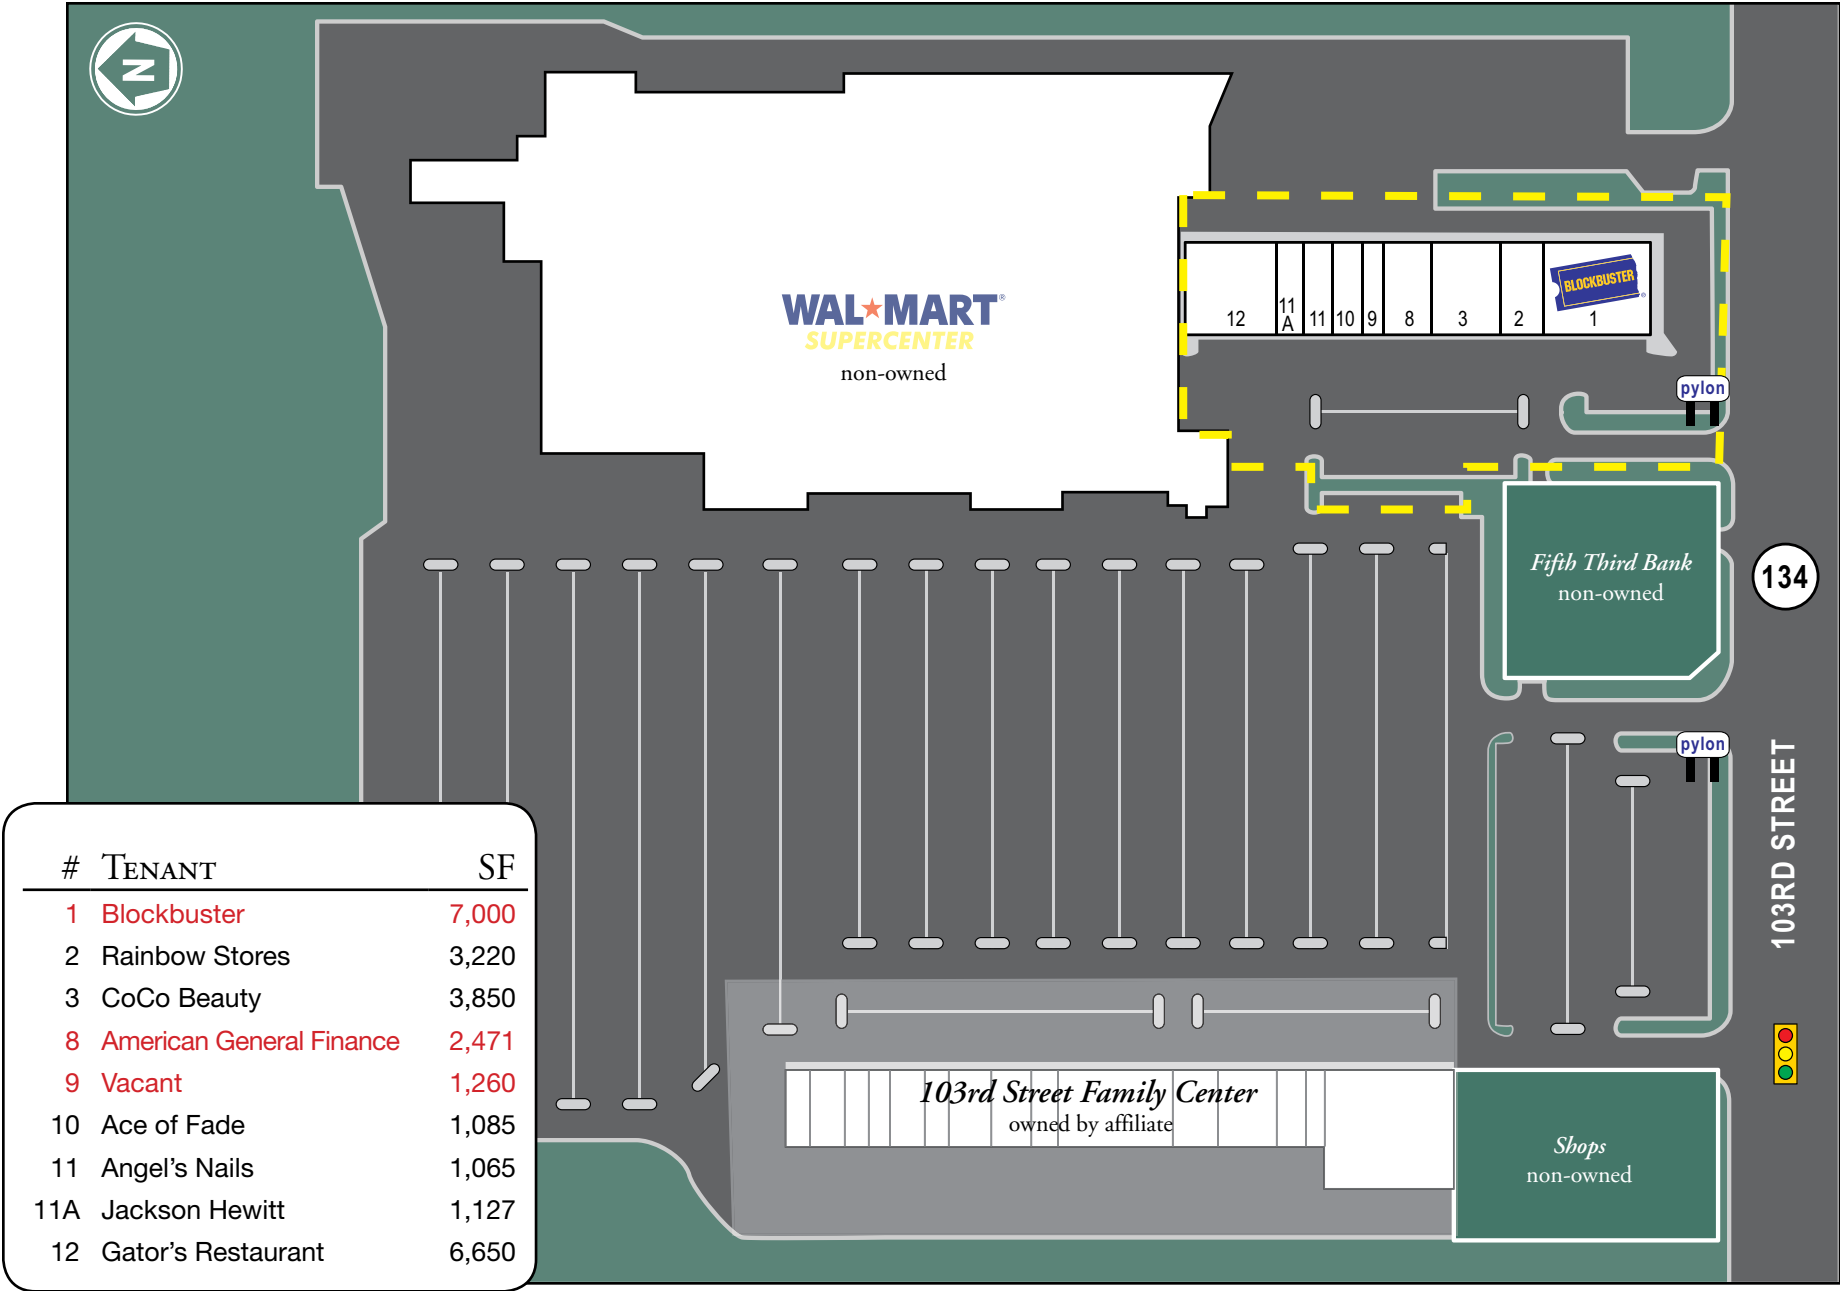 N
WAL★MART®
SUPERCENTER
non-owned
12
11
A
11
10
9
8
3
2
1
BLOCKBUSTER®
pylon
Fifth Third Bank
non-owned
134
pylon
103RD STREET
103rd Street Family Center
owned by affiliate
Shops
non-owned
# TENANT SF
1 Blockbuster 7,000
2 Rainbow Stores 3,220
3 CoCo Beauty 3,850
8 American General Finance 2,471
9 Vacant 1,260
10 Ace of Fade 1,085
11 Angel's Nails 1,065
11A Jackson Hewitt 1,127
12 Gator's Restaurant 6,650